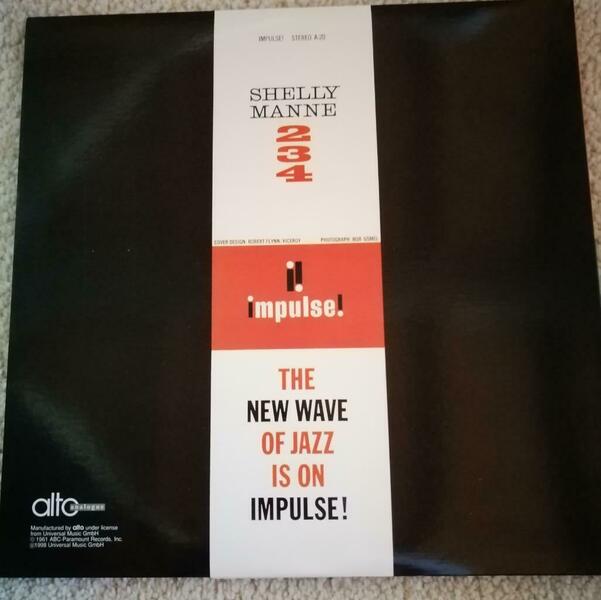 IMPULSE! STEREO A-20
SHELLY
MANNE
2
3
4
COVER DESIGN: ROBERT FLYNN/VICEROY PHOTOGRAPH: BOB GOMEL
i!
impulse!
THE
NEW WAVE
OF JAZZ
IS ON
IMPULSE!
alto analogue
Manufactured by alto under license
from Universal Music GmbH
© 1961 ABC-Paramount Records, Inc.
℗1998 Universal Music GmbH